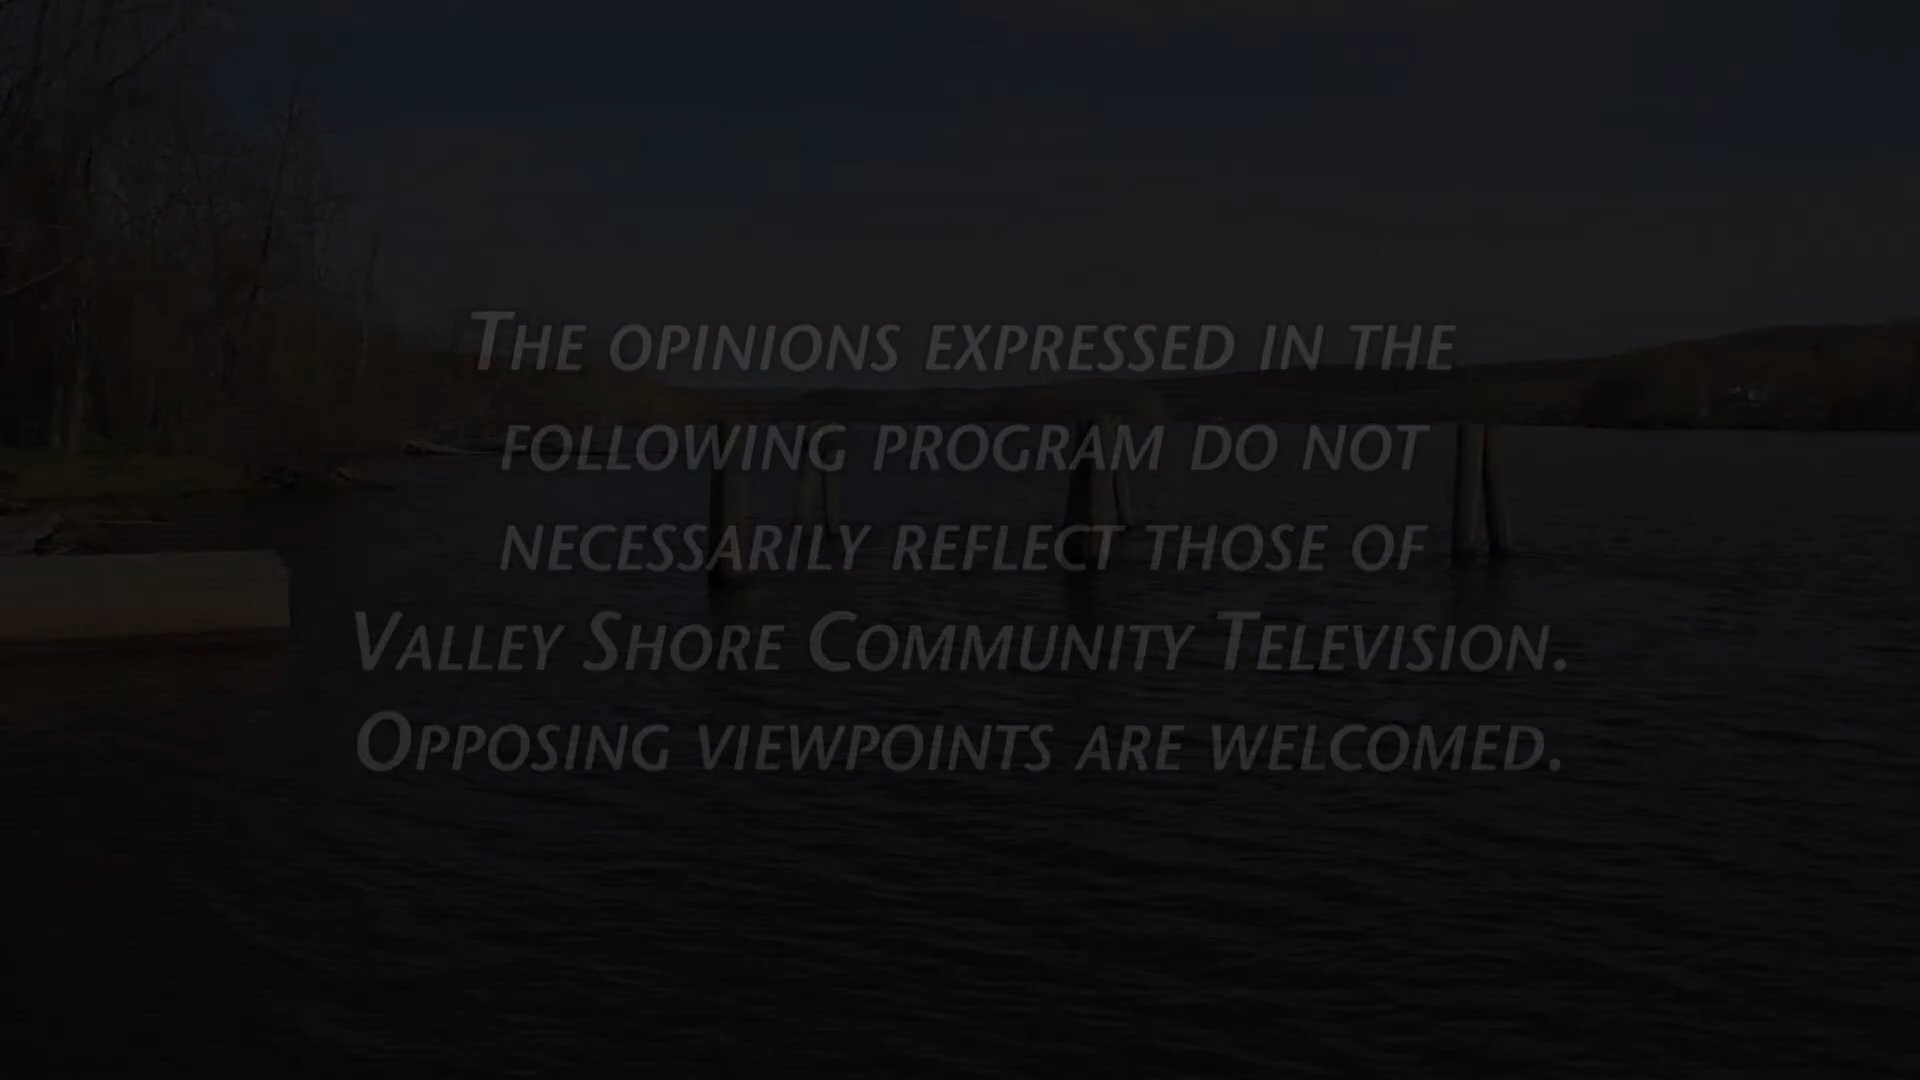 The opinions expressed in the
following program do not
necessarily reflect those of
Valley Shore Community Television.
Opposing viewpoints are welcomed.